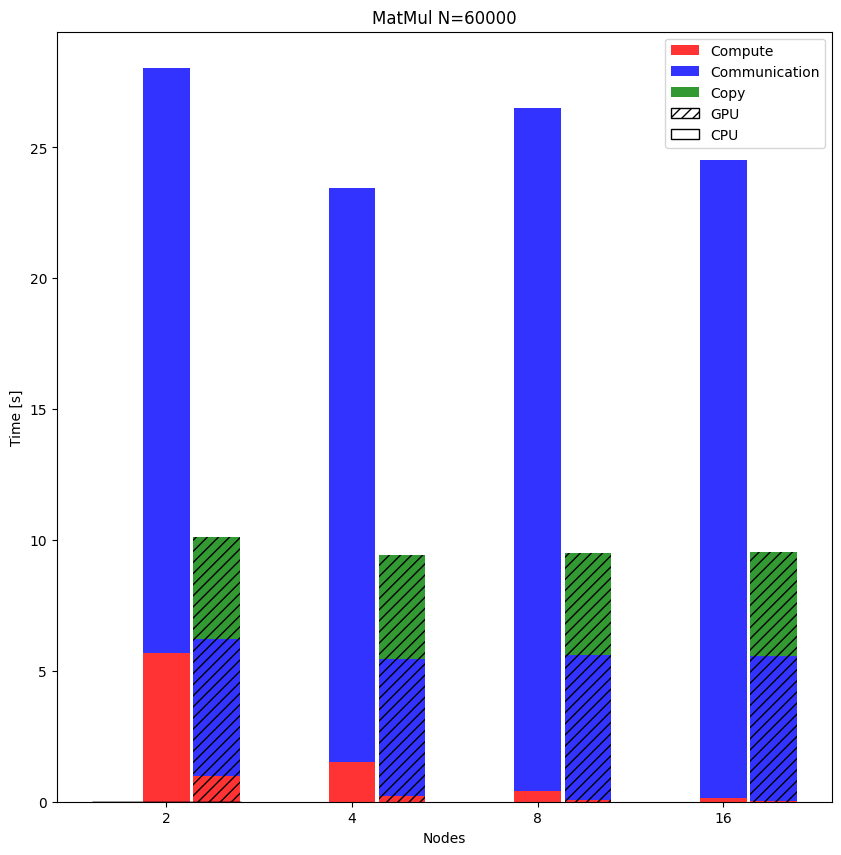 MatMul N=60000
Compute
Communication
Copy
GPU
CPU
Time [s]
25
20
15
10
5
0
2 4 8 16
Nodes